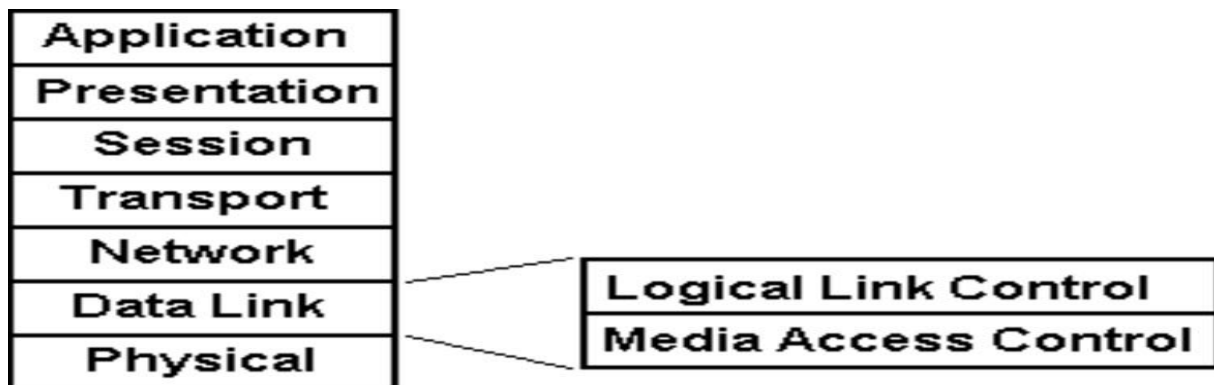 Application
Presentation
Session
Transport
Network
Data Link
Physical
Logical Link Control
Media Access Control